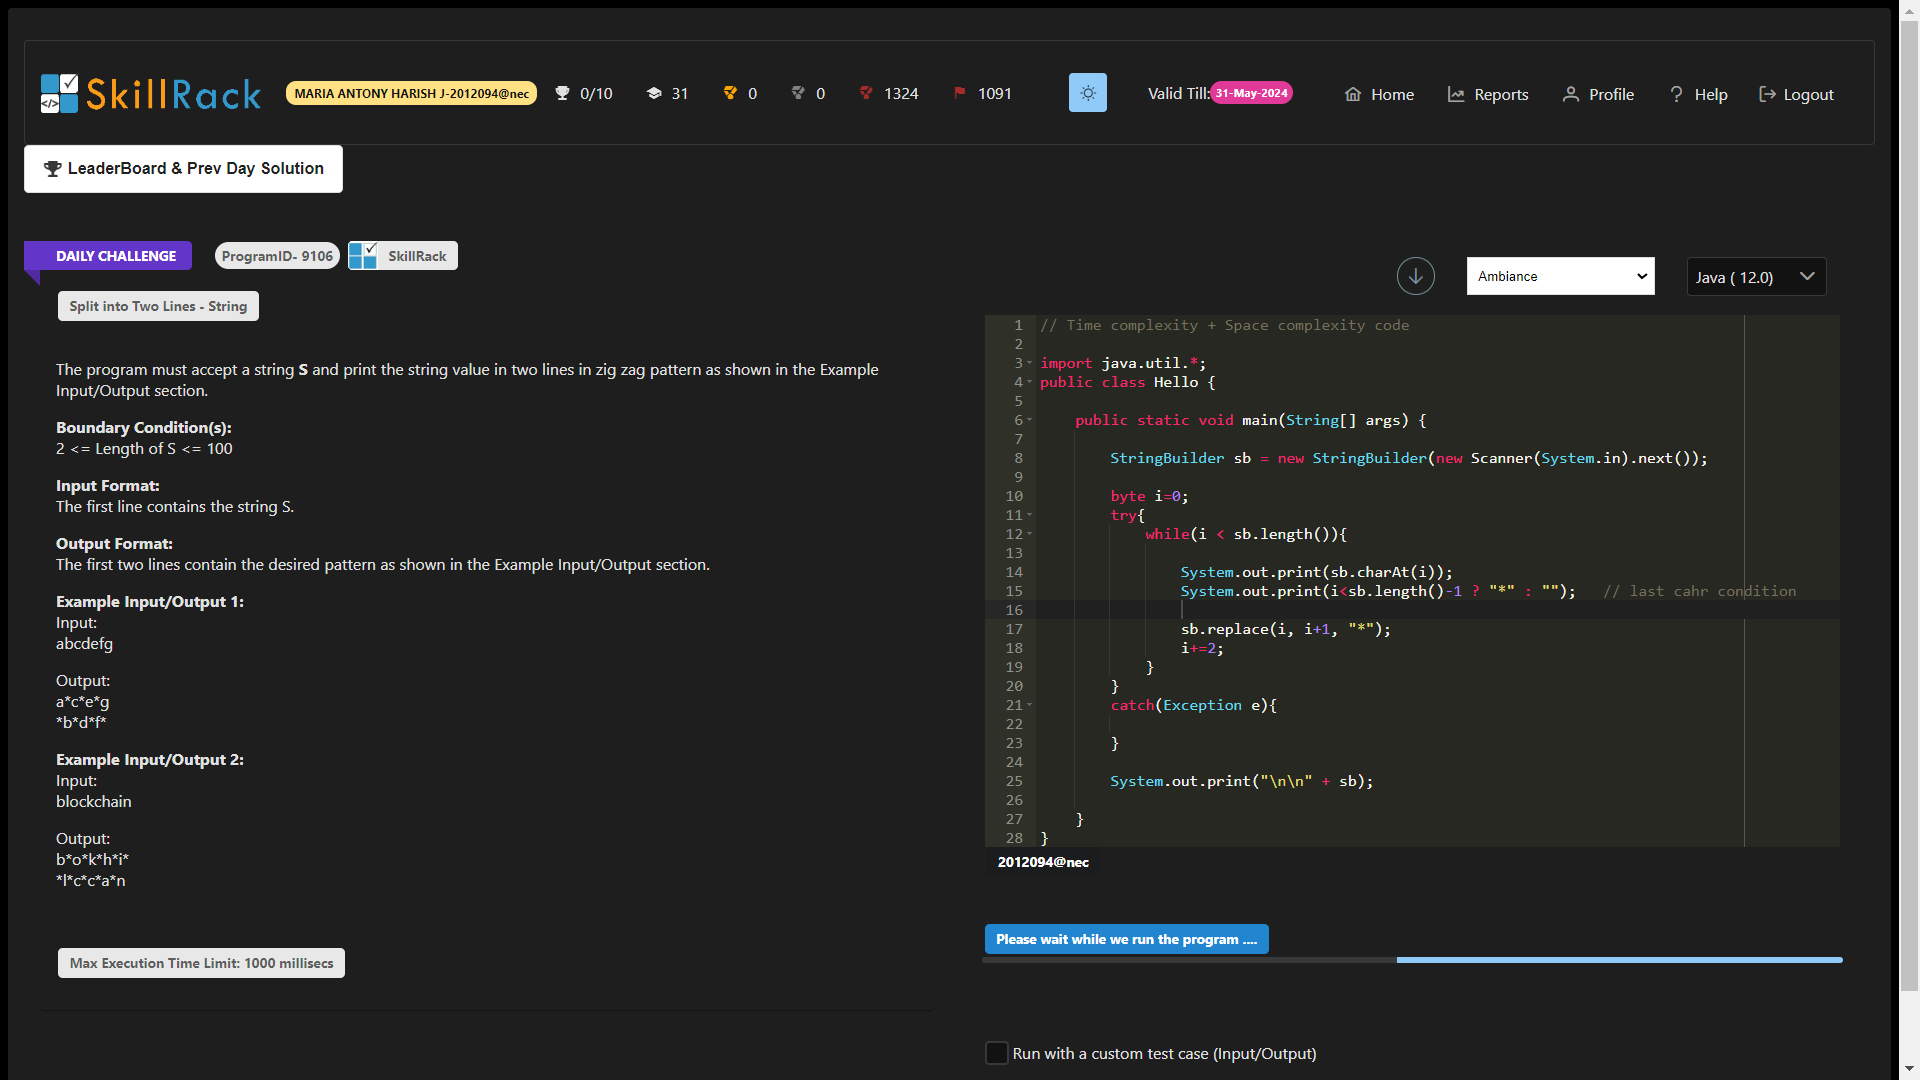 SkillRack
MARIA ANTONY HARISH J-2012094@nec
0/10
31
0
0
1324
1091
Valid Till: 31-May-2024
Home
Reports
Profile
Help
Logout
LeaderBoard & Prev Day Solution
DAILY CHALLENGE
ProgramID- 9106
SkillRack
Split into Two Lines - String
The program must accept a string S and print the string value in two lines in zig zag pattern as shown in the Example
Input/Output section.
Boundary Condition(s):
2 <= Length of S <= 100
Input Format:
The first line contains the string S.
Output Format:
The first two lines contain the desired pattern as shown in the Example Input/Output section.
Example Input/Output 1:
Input:
abcdefg
Output:
a*c*e*g
*b*d*f*
Example Input/Output 2:
Input:
blockchain
Output:
b*o*k*h*i*
*l*c*c*a*n
Max Execution Time Limit: 1000 millisecs
Ambiance
Java ( 12.0)
1 // Time complexity + Space complexity code
2
3 import java.util.*;
4 public class Hello {
5
6     public static void main(String[] args) {
7
8         StringBuilder sb = new StringBuilder(new Scanner(System.in).next());
9
10         byte i=0;
11         try{
12             while(i < sb.length()){
13
14                 System.out.print(sb.charAt(i));
15                 System.out.print(i<sb.length()-1 ? "*" : "");   // last cahr condition
16
17                 sb.replace(i, i+1, "*");
18                 i+=2;
19             }
20         }
21         catch(Exception e){
22
23         }
24
25         System.out.print("\n\n" + sb);
26
27     }
28 }
2012094@nec
Please wait while we run the program ....
Run with a custom test case (Input/Output)